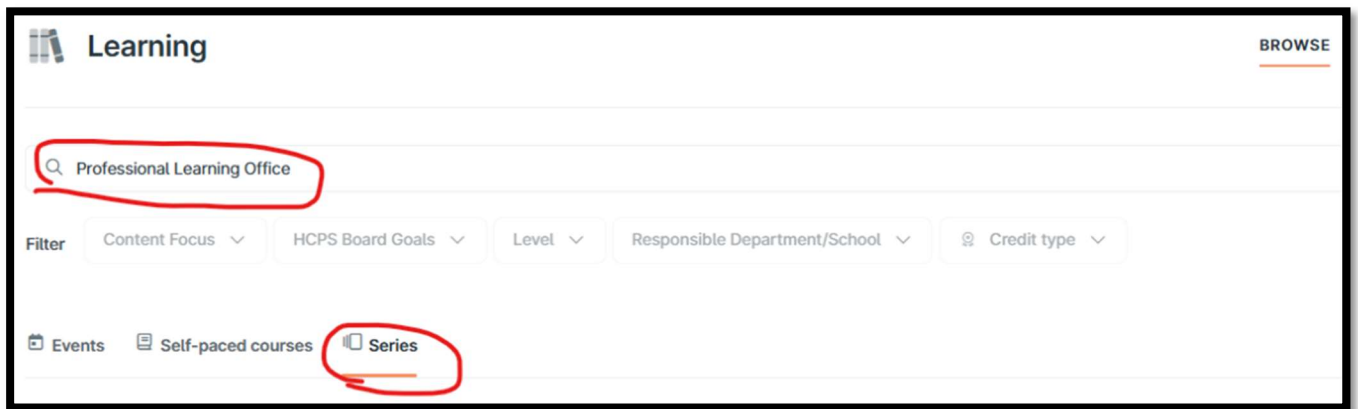 Learning
BROWSE
Professional Learning Office
Filter Content Focus HCPS Board Goals Level Responsible Department/School Credit type
Events Self-paced courses Series